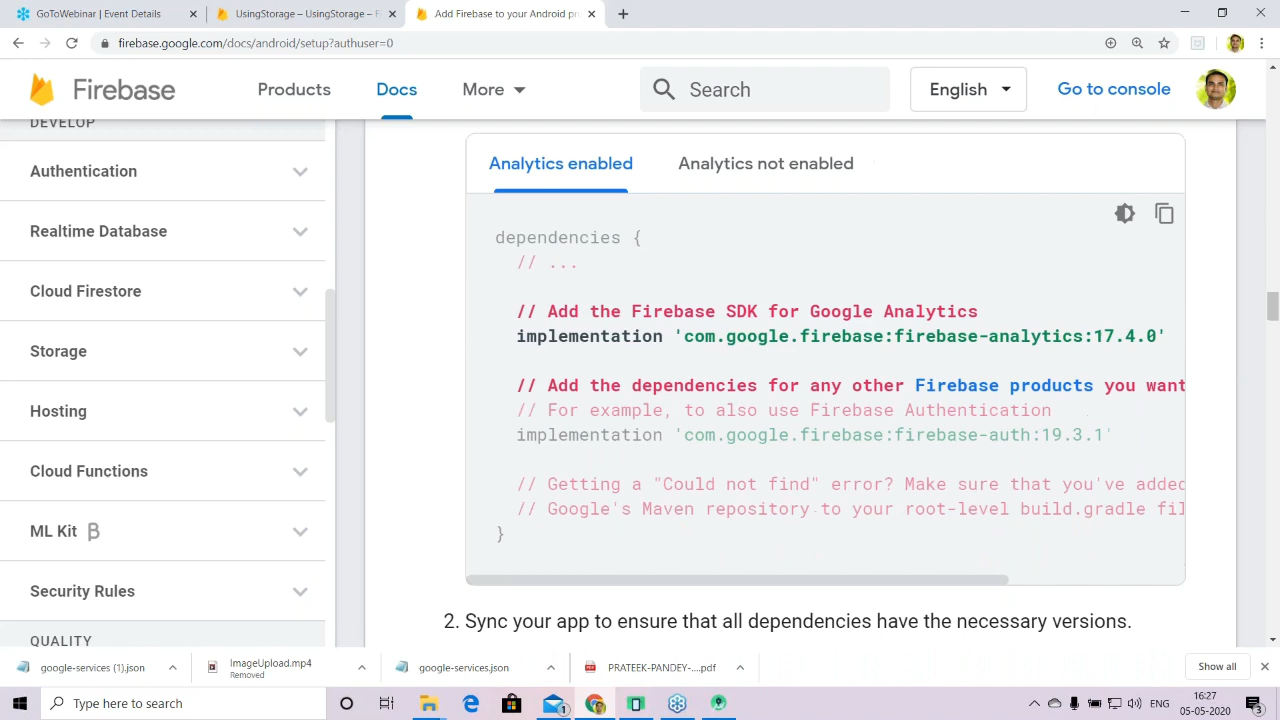 GoToWebinar | Event Details
UsingStorage – UsingStorage – F
Add Firebase to your Android pr
firebase.google.com/docs/android/setup?authuser=0
Firebase
Products
Docs
More
Search
English
Go to console
DEVELOP
Authentication
Realtime Database
Cloud Firestore
Storage
Hosting
Cloud Functions
ML Kit β
Security Rules
QUALITY
Analytics enabled
Analytics not enabled
dependencies {
// ...
// Add the Firebase SDK for Google Analytics
implementation 'com.google.firebase:firebase-analytics:17.4.0'
// Add the dependencies for any other Firebase products you want
// For example, to also use Firebase Authentication
implementation 'com.google.firebase:firebase-auth:19.3.1'
// Getting a "Could not find" error? Make sure that you've added
// Google's Maven repository to your root-level build.gradle fil
}
2. Sync your app to ensure that all dependencies have the necessary versions.
google-services (1).json
ImageUpload.mp4
Removed
google-services.json
PDF
PRATEEK-PANDEY-....pdf
Show all
Type here to search
1
ENG
16:27
05-05-2020
3